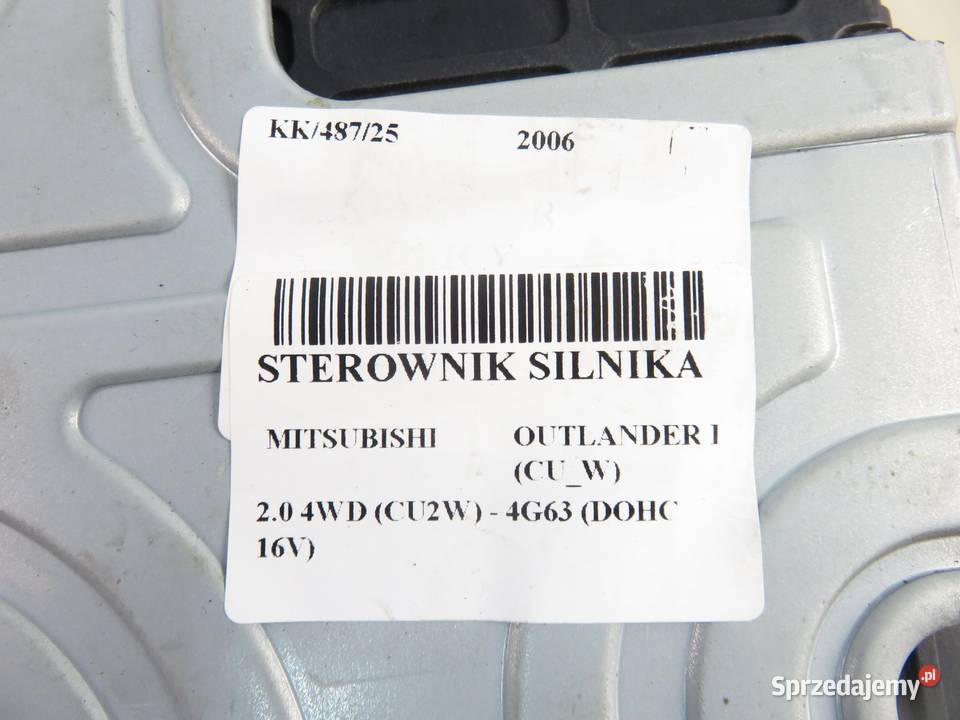 KK/487/25 2006
STEROWNIK SILNIKA
MITSUBISHI OUTLANDER I
(CU_W)
2.0 4WD (CU2W) - 4G63 (DOHC
16V)
Sprzedajemy.pl